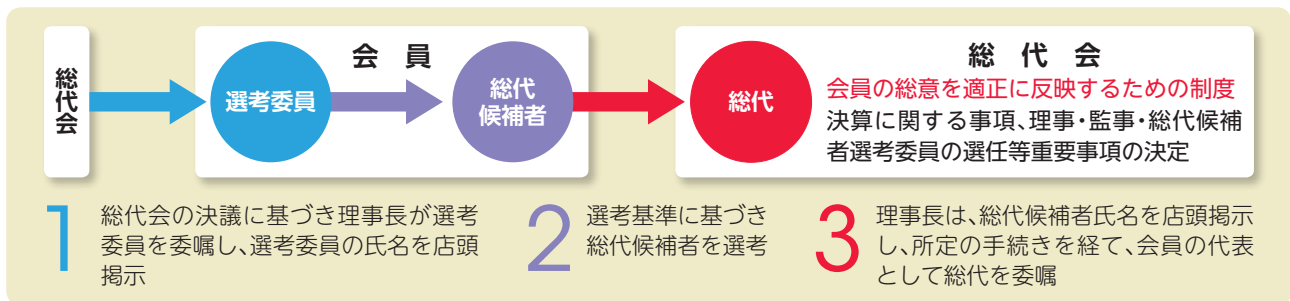 総代会
会 員
選考委員
総代
候補者
総代
総 代 会
会員の総意を適正に反映するための制度
決算に関する事項、理事・監事・総代候補
者選考委員の選任等重要事項の決定
1
総代会の決議に基づき理事長が選考
委員を委嘱し、選考委員の氏名を店頭
掲示
2
選考基準に基づき
総代候補者を選考
3
理事長は、総代候補者氏名を店頭掲示
し、所定の手続きを経て、会員の代表
として総代を委嘱